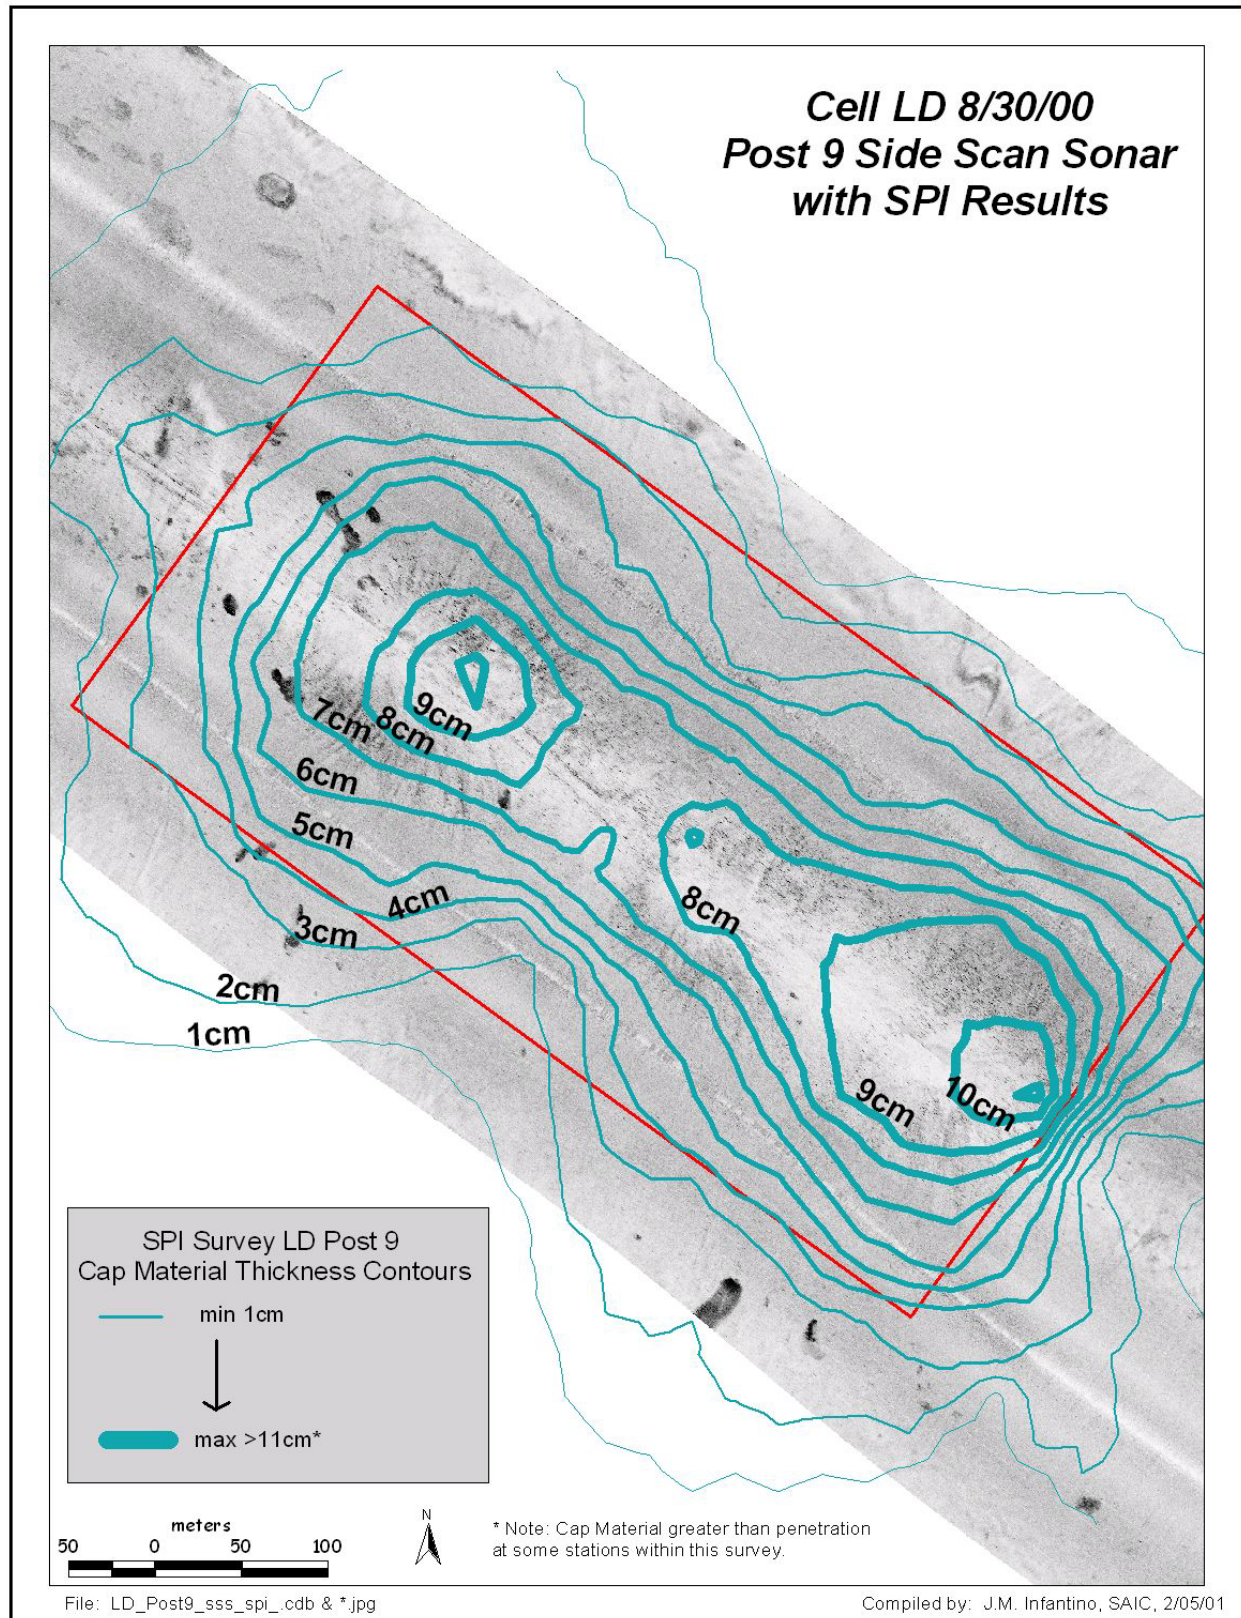 Cell LD 8/30/00
Post 9 Side Scan Sonar
with SPI Results
9cm
8cm
7cm
6cm
5cm
4cm
3cm
2cm
1cm
8cm
9cm
10cm
SPI Survey LD Post 9
Cap Material Thickness Contours
min 1cm
max >11cm*
meters
50 0 50 100
N
* Note: Cap Material greater than penetration
at some stations within this survey.
File: LD_Post9_sss_spi_.cdb & *.jpg
Compiled by: J.M. Infantino, SAIC, 2/05/01